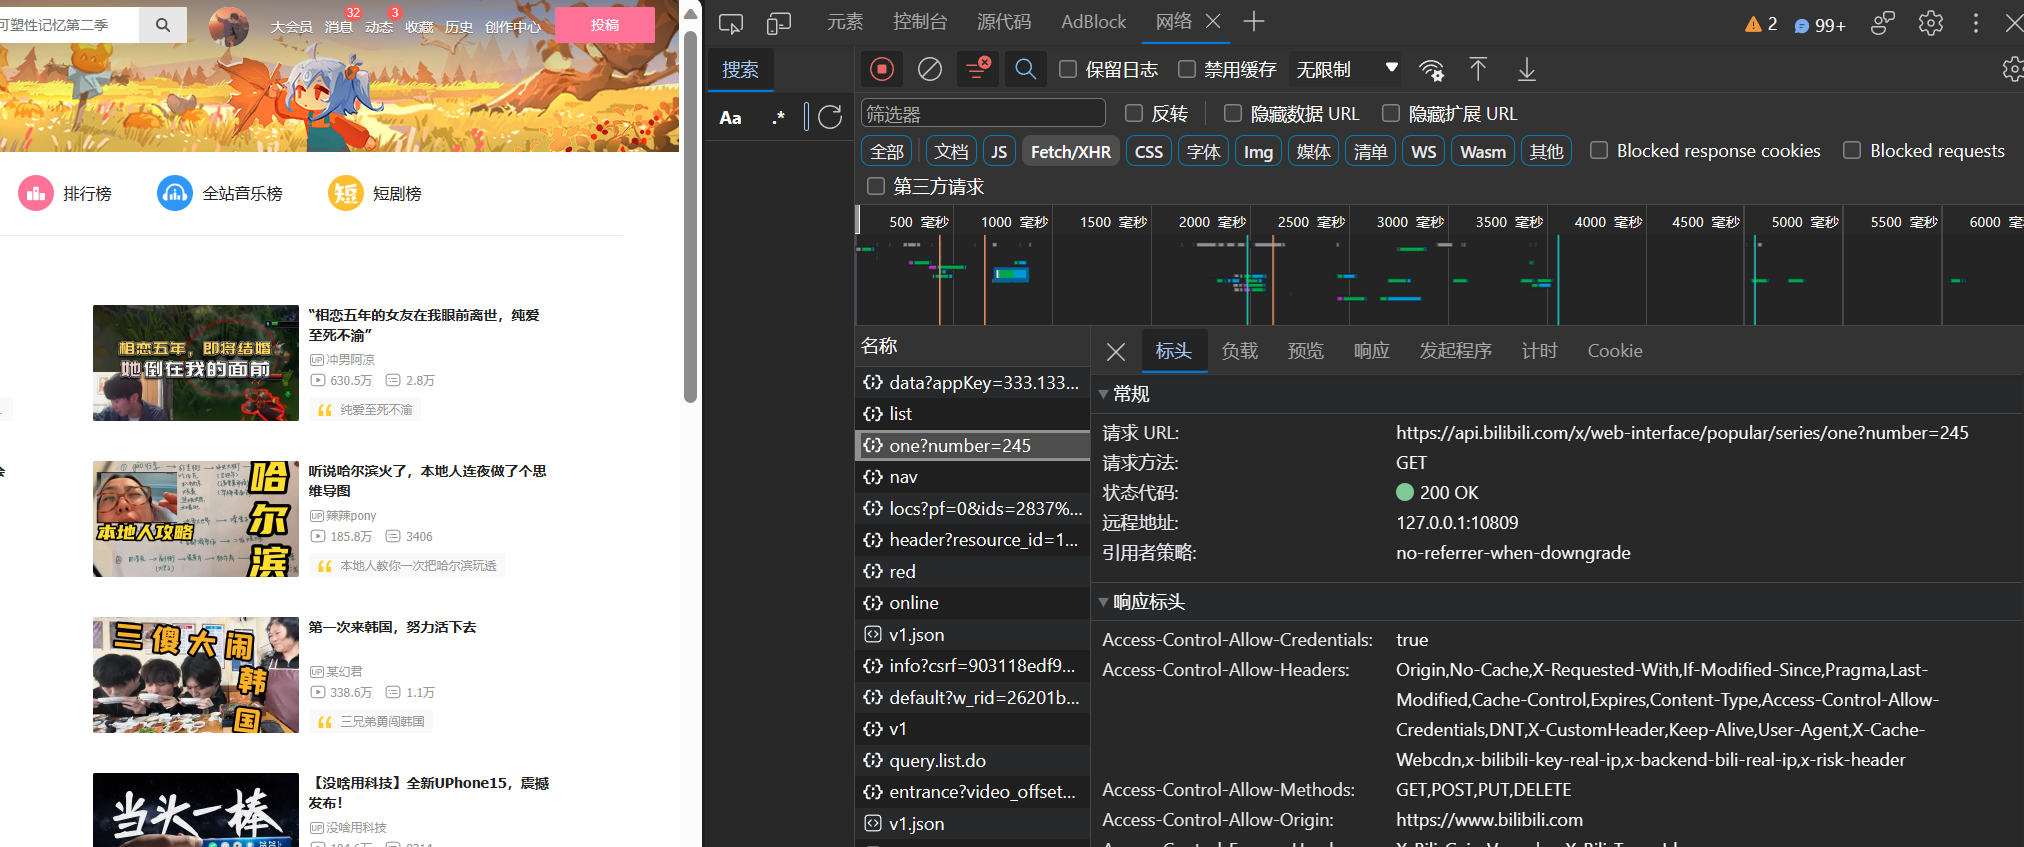 可塑性记忆第二季
大会员
消息
32
动态
3
收藏
历史
创作中心
投稿
排行榜
全站音乐榜
短
短剧榜
相恋五年，即将结婚
她倒在我的面前
“相恋五年的女友在我眼前离世，纯爱
至死不渝”
UP 冲男阿凉
630.5万
2.8万
纯爱至死不渝
哈尔滨
本地人攻略
听说哈尔滨火了，本地人连夜做了个思
维导图
UP 辣辣pony
185.8万
3406
本地人教你一次把哈尔滨玩透
三傻大闹韩国
第一次来韩国，努力活下去
UP 某幻君
338.6万
1.1万
三兄弟勇闯韩国
当头一棒
【没啥用科技】全新UPhone15，震撼
发布！
UP 没啥用科技
元素
控制台
源代码
AdBlock
网络
2
99+
搜索
Aa
.*
保留日志
禁用缓存
无限制
筛选器
反转
隐藏数据 URL
隐藏扩展 URL
全部
文档
JS
Fetch/XHR
CSS
字体
Img
媒体
清单
WS
Wasm
其他
Blocked response cookies
Blocked requests
第三方请求
500 毫秒
1000 毫秒
1500 毫秒
2000 毫秒
2500 毫秒
3000 毫秒
3500 毫秒
4000 毫秒
4500 毫秒
5000 毫秒
5500 毫秒
6000 毫
名称
data?appKey=333.133...
list
one?number=245
nav
locs?pf=0&ids=2837%...
header?resource_id=1...
red
online
v1.json
info?csrf=903118edf9...
default?w_rid=26201b...
v1
query.list.do
entrance?video_offset...
v1.json
标头
负载
预览
响应
发起程序
计时
Cookie
常规
请求 URL:
https://api.bilibili.com/x/web-interface/popular/series/one?number=245
请求方法:
GET
状态代码:
200 OK
远程地址:
127.0.0.1:10809
引用者策略:
no-referrer-when-downgrade
响应标头
Access-Control-Allow-Credentials:
true
Access-Control-Allow-Headers:
Origin,No-Cache,X-Requested-With,If-Modified-Since,Pragma,Last-
Modified,Cache-Control,Expires,Content-Type,Access-Control-Allow-
Credentials,DNT,X-CustomHeader,Keep-Alive,User-Agent,X-Cache-
Webcdn,x-bilibili-key-real-ip,x-backend-bili-real-ip,x-risk-header
Access-Control-Allow-Methods:
GET,POST,PUT,DELETE
Access-Control-Allow-Origin:
https://www.bilibili.com